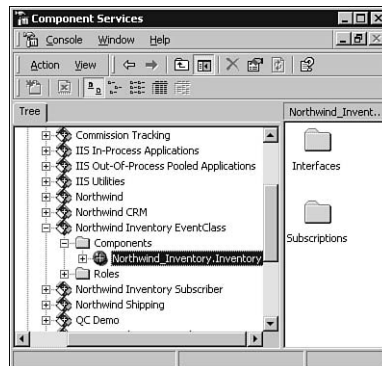 Component Services
Console Window Help
Action View
Tree
Northwind_Invent..
Commission Tracking
IIS In-Process Applications
IIS Out-Of-Process Pooled Applications
IIS Utilities
Northwind
Northwind CRM
Northwind Inventory EventClass
Components
Northwind_Inventory.Inventory
Roles
Northwind Inventory Subscriber
Northwind Shipping
QC Demo
Interfaces
Subscriptions